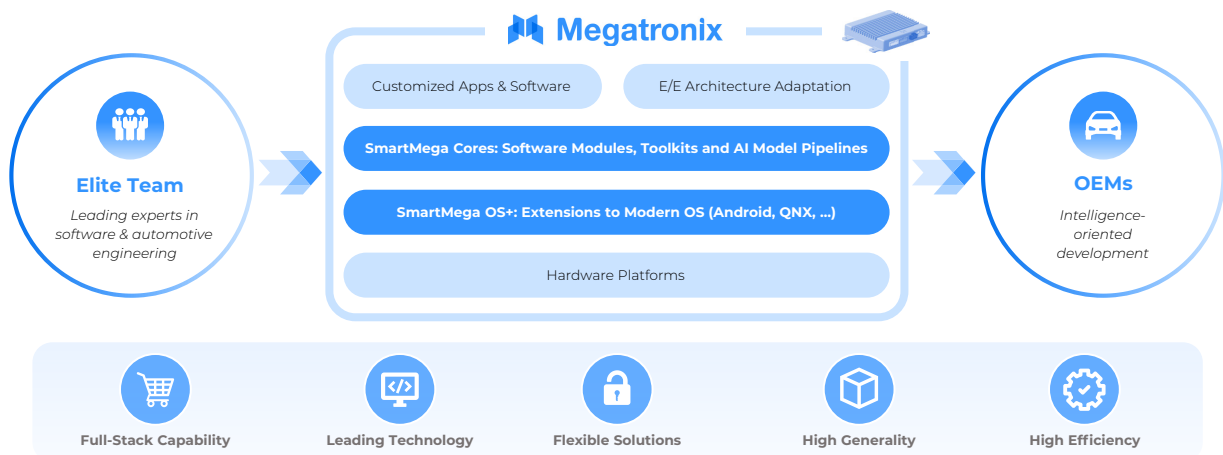 Megatronix
Customized Apps & Software
E/E Architecture Adaptation
SmartMega Cores: Software Modules, Toolkits and AI Model Pipelines
SmartMega OS+: Extensions to Modern OS (Android, QNX, ...)
Hardware Platforms
Elite Team
Leading experts in
software & automotive
engineering
OEMs
Intelligence-
oriented
development
Full-Stack Capability
Leading Technology
Flexible Solutions
High Generality
High Efficiency